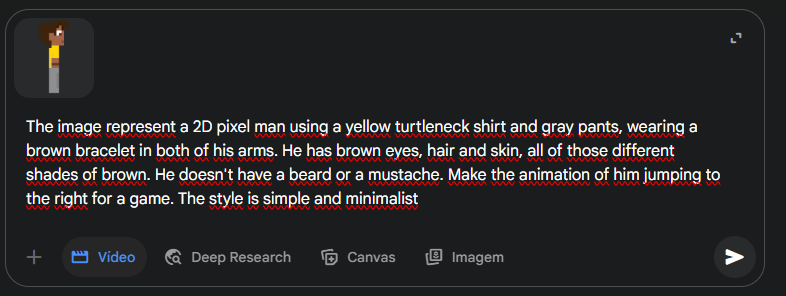 The image represent a 2D pixel man using a yellow turtleneck shirt and gray pants, wearing a
brown bracelet in both of his arms. He has brown eyes, hair and skin, all of those different
shades of brown. He doesn't have a beard or a mustache. Make the animation of him jumping to
the right for a game. The style is simple and minimalist
Vídeo Deep Research Canvas Imagem